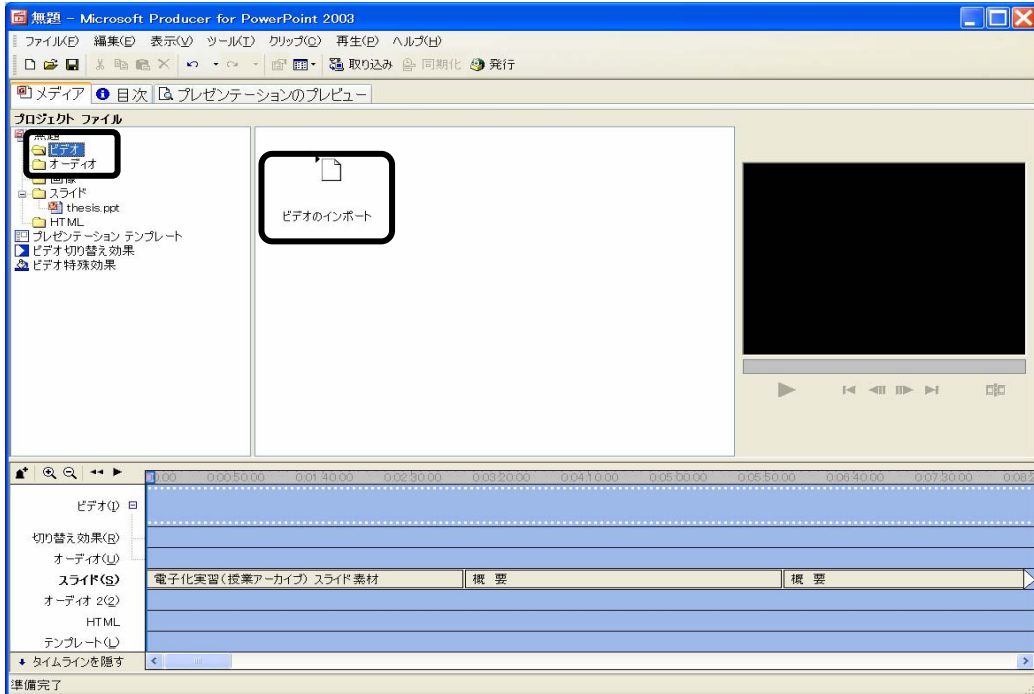 無題 - Microsoft Producer for PowerPoint 2003
ファイル(F) 編集(E) 表示(V) ツール(T) クリップ(C) 再生(P) ヘルプ(H)
取り込み 同期化 発行
メディア 目次 プレゼンテーションのプレビュー
プロジェクト ファイル
無題
ビデオ
オーディオ
画像
スライド
thesis.ppt
HTML
プレゼンテーション テンプレート
ビデオ切り替え効果
ビデオ特殊効果
ビデオのインポート
0:00 0:00:50.00 0:01:40.00 0:02:30.00 0:03:20.00 0:04:10.00 0:05:00.00 0:05:50.00 0:06:40.00 0:07:30.00
ビデオ(I)
切り替え効果(R)
オーディオ(U)
スライド(S) 電子化実習(授業アーカイブ) スライド素材 概 要 概 要
オーディオ 2(2)
HTML
テンプレート(L)
タイムラインを隠す
準備完了